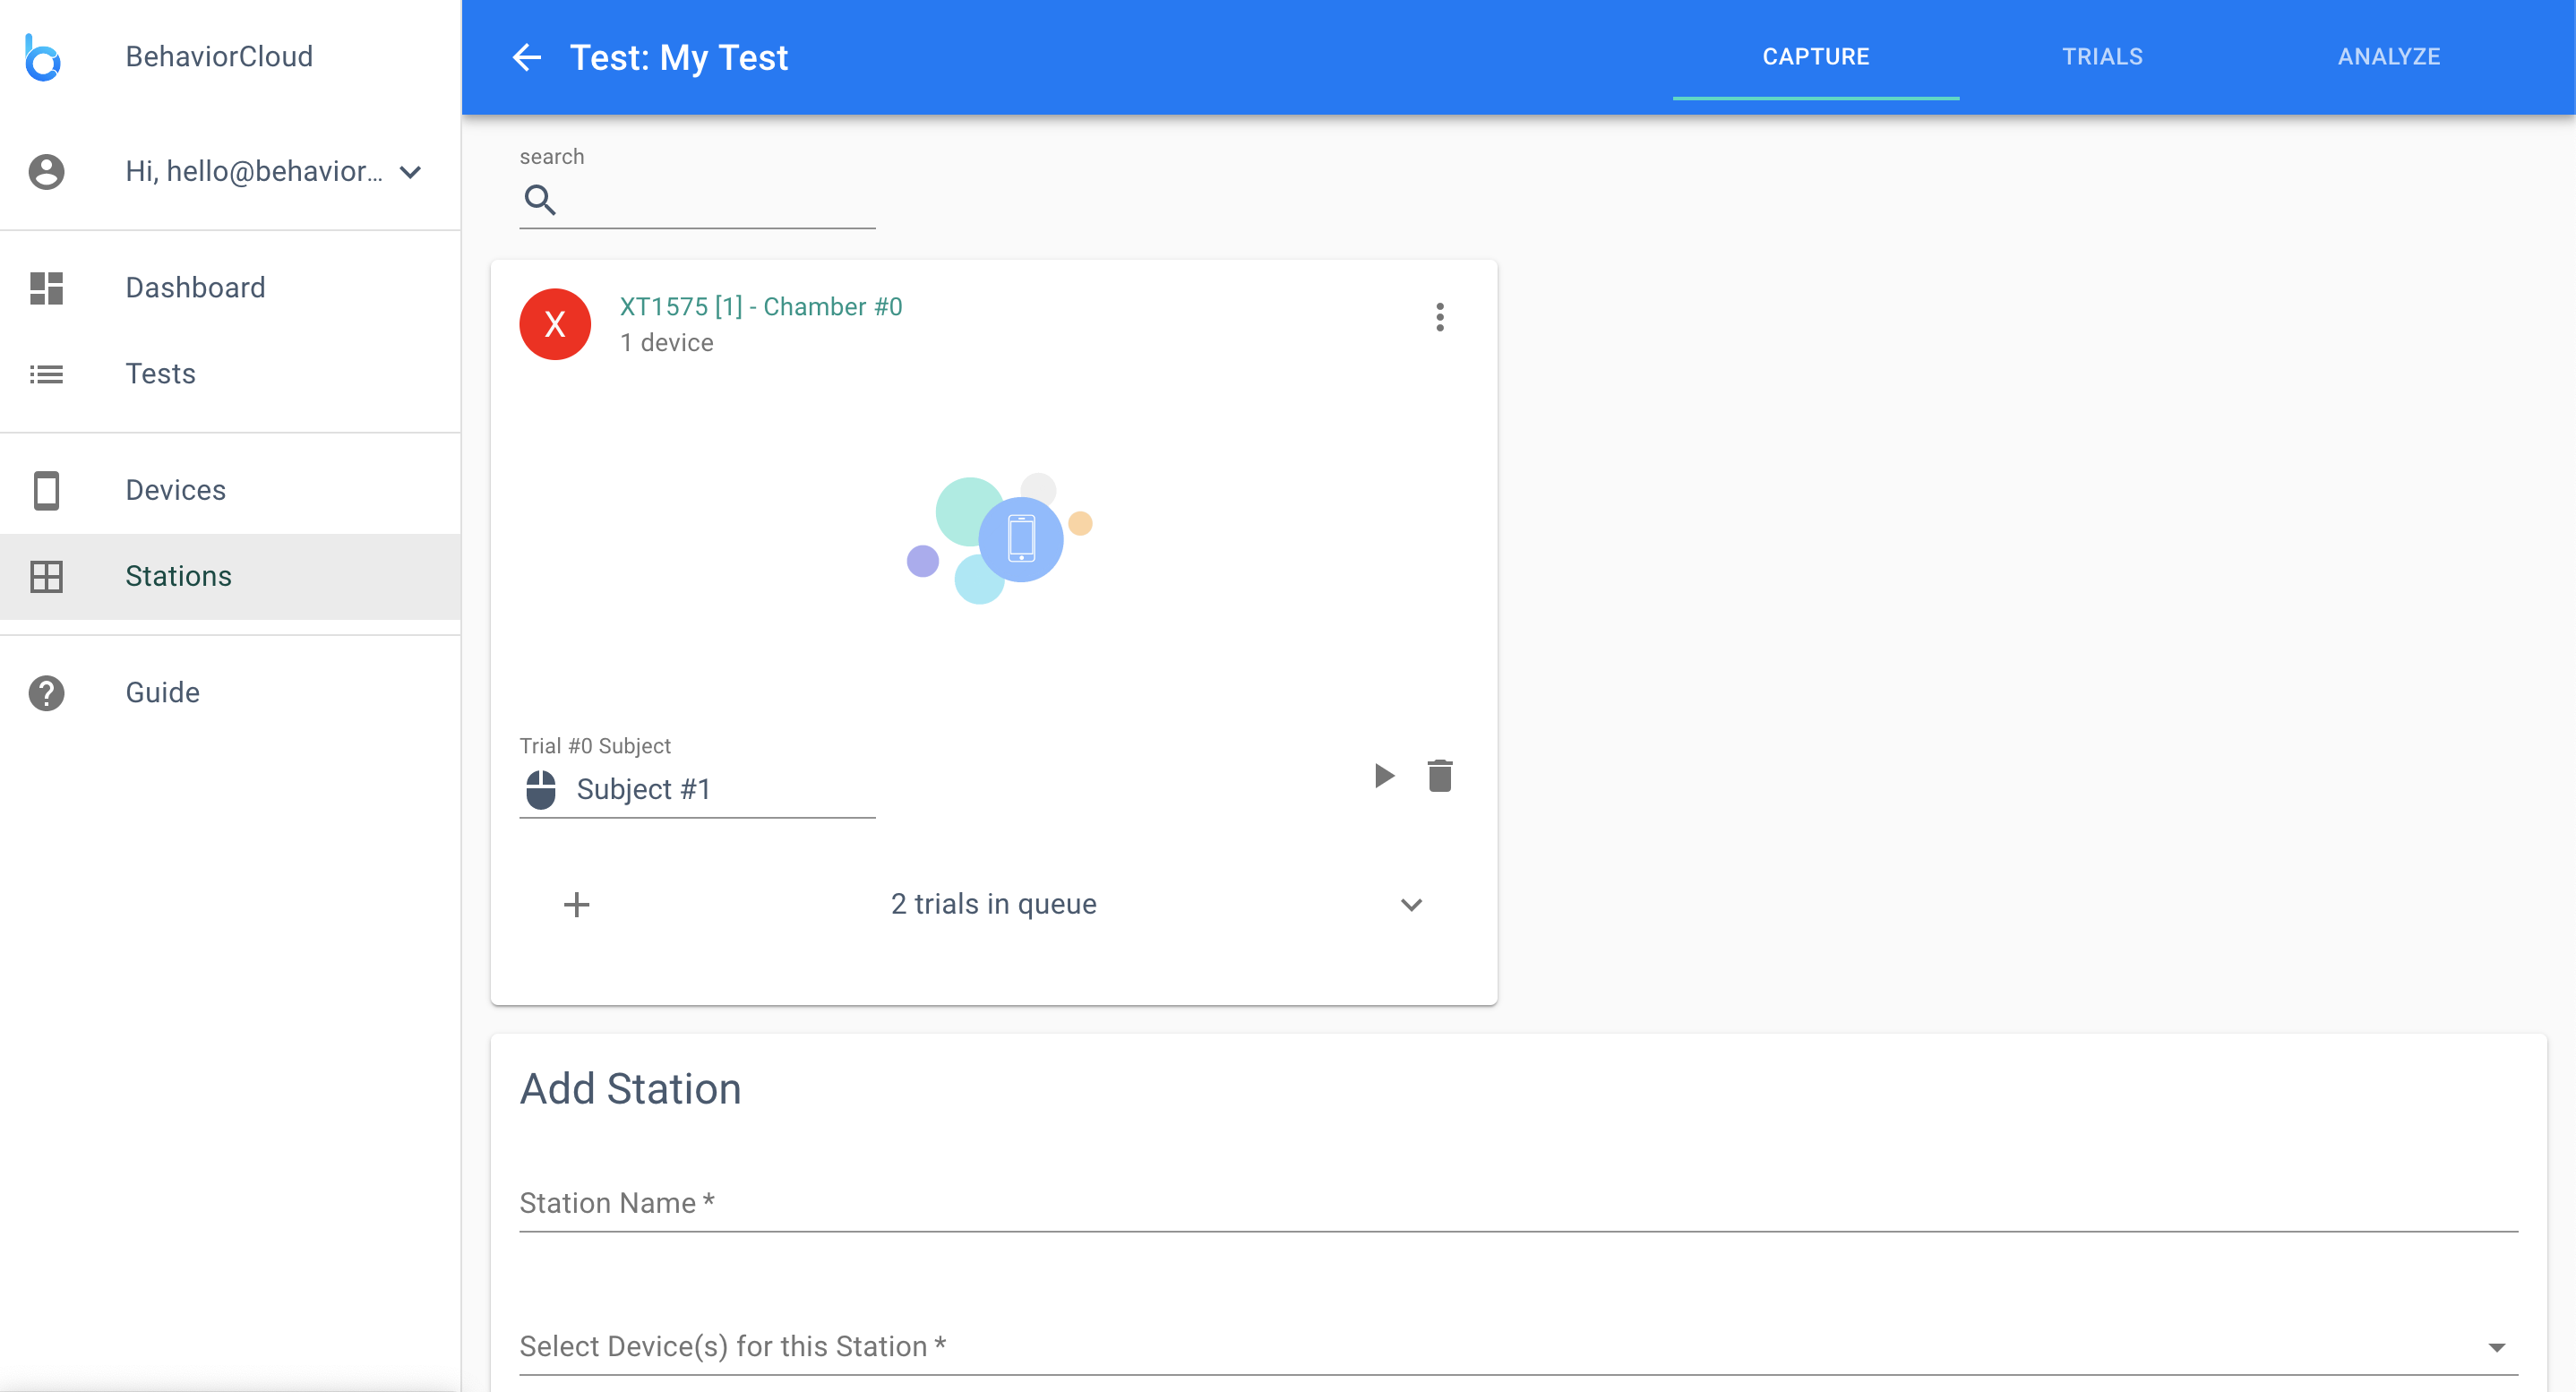 BehaviorCloud
Hi, hello@behavior...
Dashboard
Tests
Devices
Stations
Guide
Test: My Test
CAPTURE
TRIALS
ANALYZE
search
X
XT1575 [1] - Chamber #0
1 device
Trial #0 Subject
Subject #1
2 trials in queue
Add Station
Station Name *
Select Device(s) for this Station *